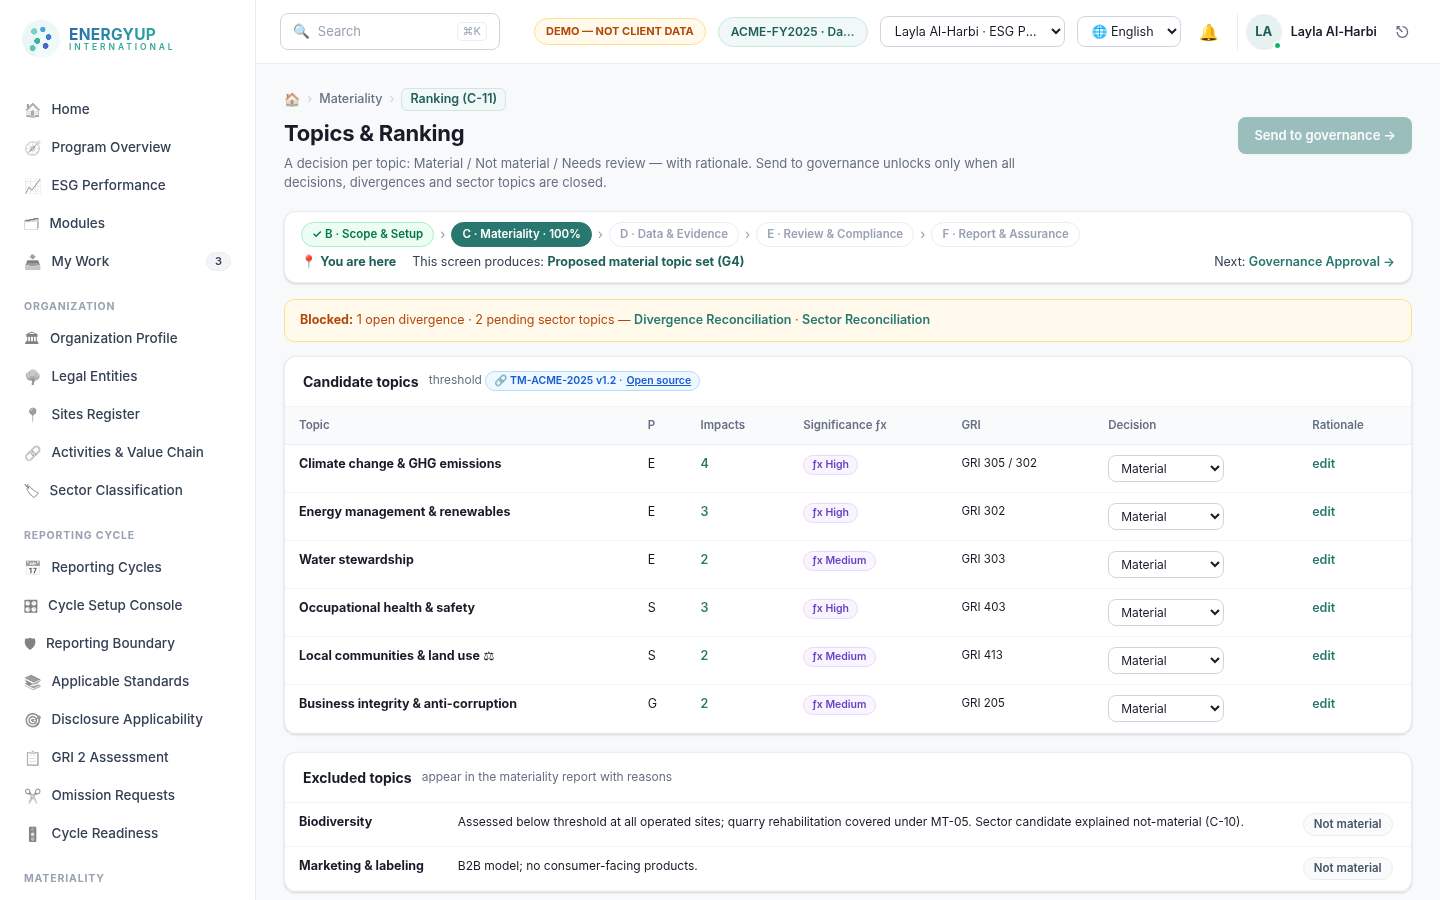 ENERGYUP
INTERNATIONAL
Search
⌘K
DEMO — NOT CLIENT DATA
ACME-FY2025 · Da...
Layla Al-Harbi · ESG P...
English
LA
Layla Al-Harbi
Home
Program Overview
ESG Performance
Modules
My Work
3
ORGANIZATION
Organization Profile
Legal Entities
Sites Register
Activities & Value Chain
Sector Classification
REPORTING CYCLE
Reporting Cycles
Cycle Setup Console
Reporting Boundary
Applicable Standards
Disclosure Applicability
GRI 2 Assessment
Omission Requests
Cycle Readiness
MATERIALITY
› Materiality › Ranking (C-11)
Topics & Ranking
Send to governance →
A decision per topic: Material / Not material / Needs review — with rationale. Send to governance unlocks only when all
decisions, divergences and sector topics are closed.
✓ B · Scope & Setup › C · Materiality · 100% › D · Data & Evidence › E · Review & Compliance › F · Report & Assurance
You are here This screen produces: Proposed material topic set (G4)
Next: Governance Approval →
Blocked: 1 open divergence · 2 pending sector topics — Divergence Reconciliation · Sector Reconciliation
Candidate topics threshold TM-ACME-2025 v1.2 · Open source
Topic P Impacts Significance ƒx GRI Decision Rationale
Climate change & GHG emissions E 4 ƒx High GRI 305 / 302 Material edit
Energy management & renewables E 3 ƒx High GRI 302 Material edit
Water stewardship E 2 ƒx Medium GRI 303 Material edit
Occupational health & safety S 3 ƒx High GRI 403 Material edit
Local communities & land use ⚖ S 2 ƒx Medium GRI 413 Material edit
Business integrity & anti-corruption G 2 ƒx Medium GRI 205 Material edit
Excluded topics appear in the materiality report with reasons
Biodiversity Assessed below threshold at all operated sites; quarry rehabilitation covered under MT-05. Sector candidate explained not-material (C-10). Not material
Marketing & labeling B2B model; no consumer-facing products. Not material